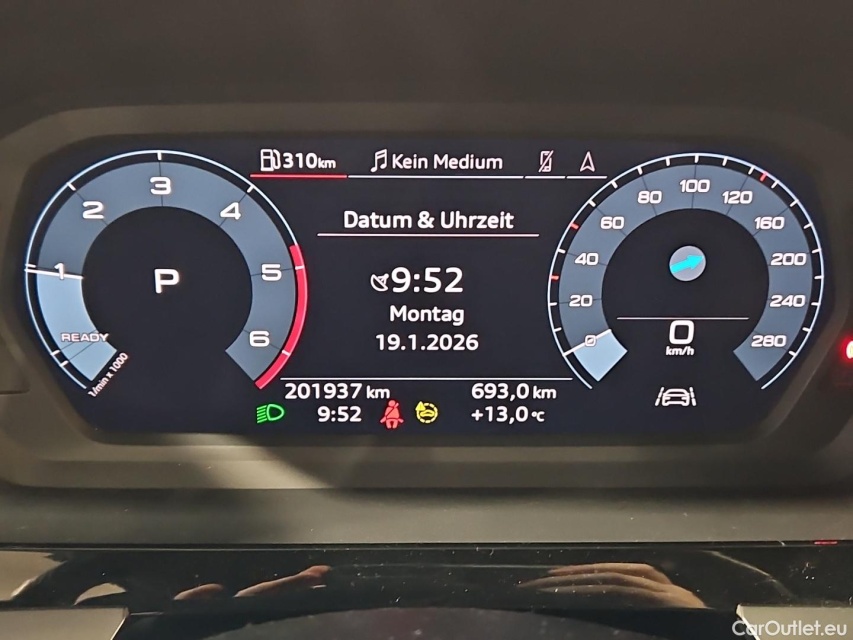 310km
Kein Medium
Datum & Uhrzeit
9:52
Montag
19.1.2026
P
READY
1
2
3
4
5
6
1/min x 1000
0
20
40
60
80
100
120
160
200
240
280
0
km/h
201937 km
693,0 km
9:52
+13,0 °C
CarOutlet.eu